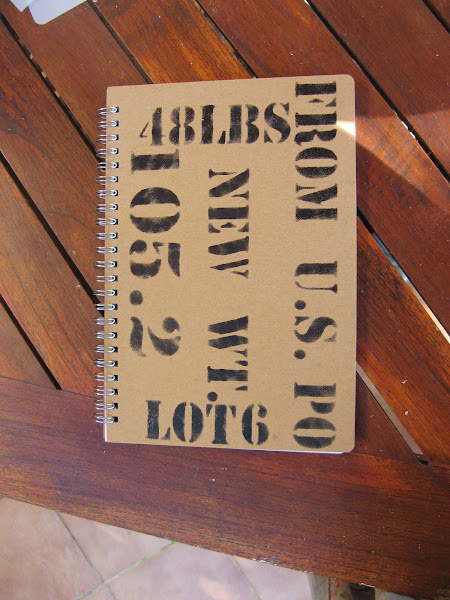 48LBS
FROM U.S. PO
NEW WT.
105.2
LOT6